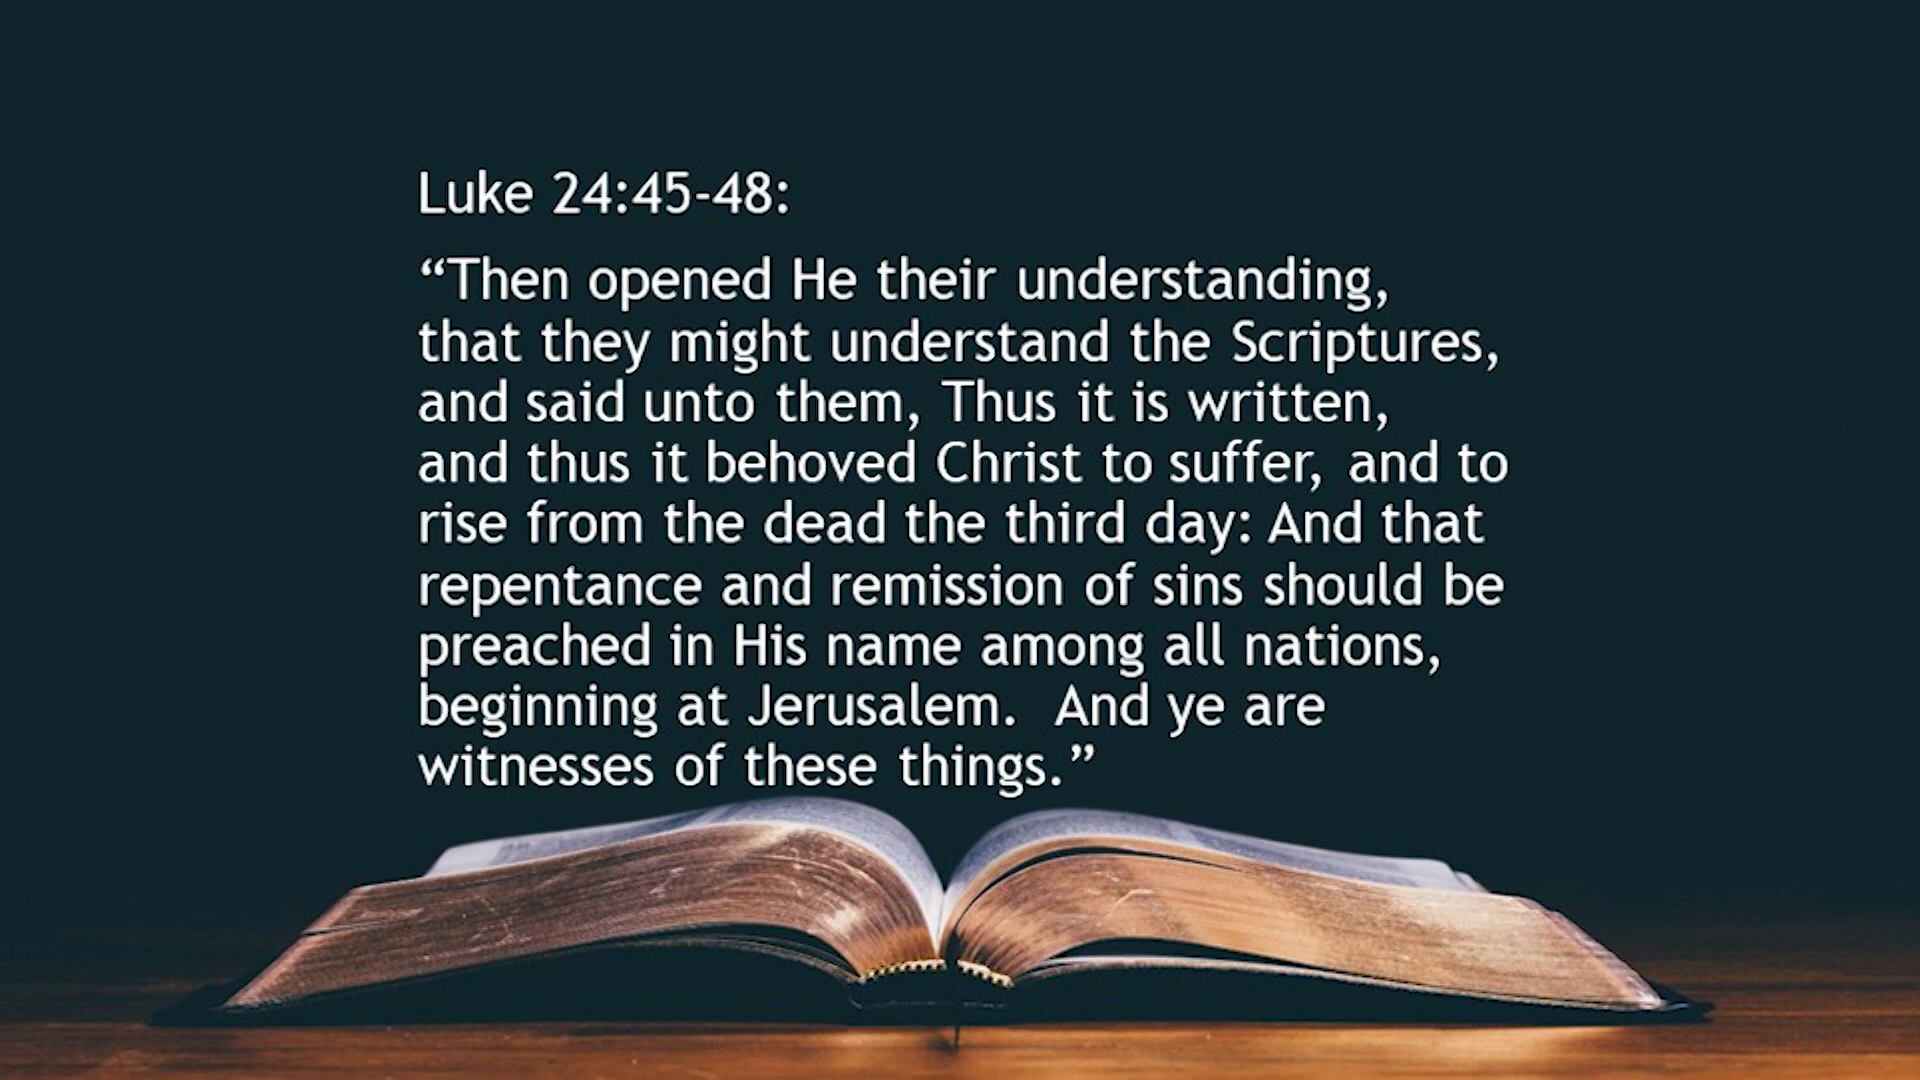 Luke 24:45-48:
“Then opened He their understanding,
that they might understand the Scriptures,
and said unto them, Thus it is written,
and thus it behoved Christ to suffer, and to
rise from the dead the third day: And that
repentance and remission of sins should be
preached in His name among all nations,
beginning at Jerusalem.  And ye are
witnesses of these things.”